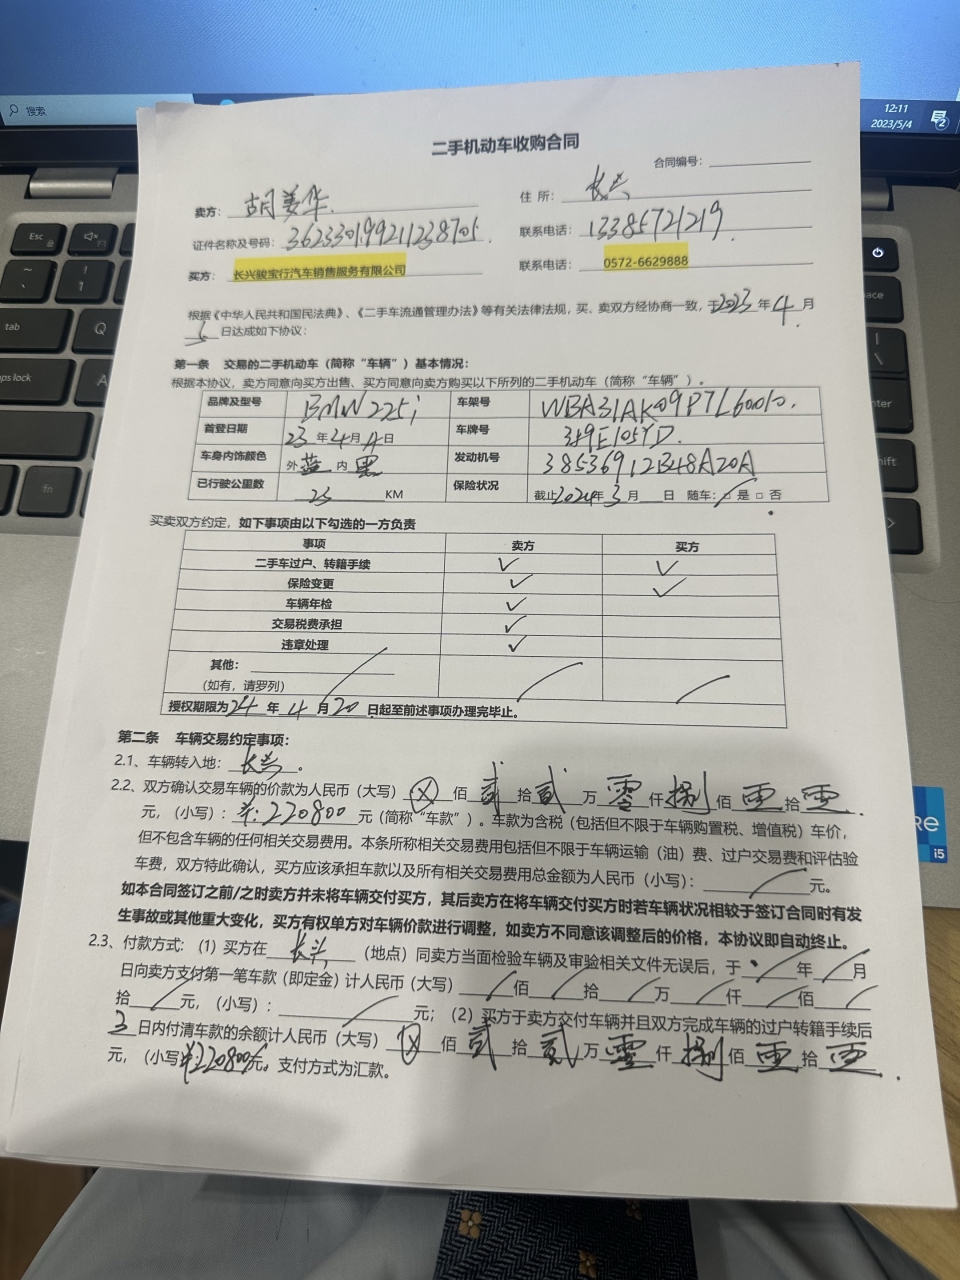 搜索
12:11
2023/5/4
二手机动车收购合同
合同编号：
卖方： 胡姜华 住 所： 长兴
证件名称及号码： 362330199211238705 联系电话： 13385721219
买方： 长兴骏宝行汽车销售服务有限公司 联系电话： 0572-6629888
根据《中华人民共和国民法典》、《二手车流通管理办法》等有关法律法规，买、卖双方经协商一致，于2023年4月
日达成如下协议：
第一条 交易的二手机动车（简称“车辆”）基本情况：
根据本协议，卖方同意向买方出售、买方同意向卖方购买以下所列的二手机动车（简称“车辆”）。
品牌及型号 BMW 225i 车架号 WBA31AK09P7L60010
首登日期 23年4月 日 车牌号
车身内饰颜色 外蓝 内黑 发动机号 38536912B48A20A
已行驶公里数 23 KM 保险状况 截止2024年3月 日 随车：□是□否
买卖双方约定，如下事项由以下勾选的一方负责
事项 卖方 买方
二手车过户、转籍手续 ✓ ✓
保险变更 ✓ ✓
车辆年检 ✓
交易税费承担 ✓
违章处理 ✓
其他：
（如有，请罗列）
授权期限为24年4月20日起至前述事项办理完毕止。
第二条 车辆交易约定事项：
2.1、车辆转入地： 长兴 。
2.2、双方确认交易车辆的价款为人民币（大写）ⓧ佰贰拾贰万零仟捌佰零拾零
元，（小写）：¥:220800元（简称“车款”）。车款为含税（包括但不限于车辆购置税、增值税）车价，
但不包含车辆的任何相关交易费用。本条所称相关交易费用包括但不限于车辆运输（油）费、过户交易费和评估验
车费，双方特此确认，买方应该承担车款以及所有相关交易费用总金额为人民币（小写）： 元。
如本合同签订之前/之时卖方并未将车辆交付买方，其后卖方在将车辆交付买方时若车辆状况相较于签订合同时有发
生事故或其他重大变化，买方有权单方对车辆价款进行调整，如卖方不同意该调整后的价格，本协议即自动终止。
2.3、付款方式：（1）买方在 长兴 （地点）同卖方当面检验车辆及审验相关文件无误后，于 年 月
日向卖方支付第一笔车款（即定金）计人民币（大写） 佰 拾 万 仟 佰
拾 元，（小写）： 元；（2）买方于卖方交付车辆并且双方完成车辆的过户转籍手续后
3日内付清车款的余额计人民币（大写）ⓧ佰贰拾贰万零仟捌佰零拾零
元，（小写¥220800元。支付方式为汇款。
i5